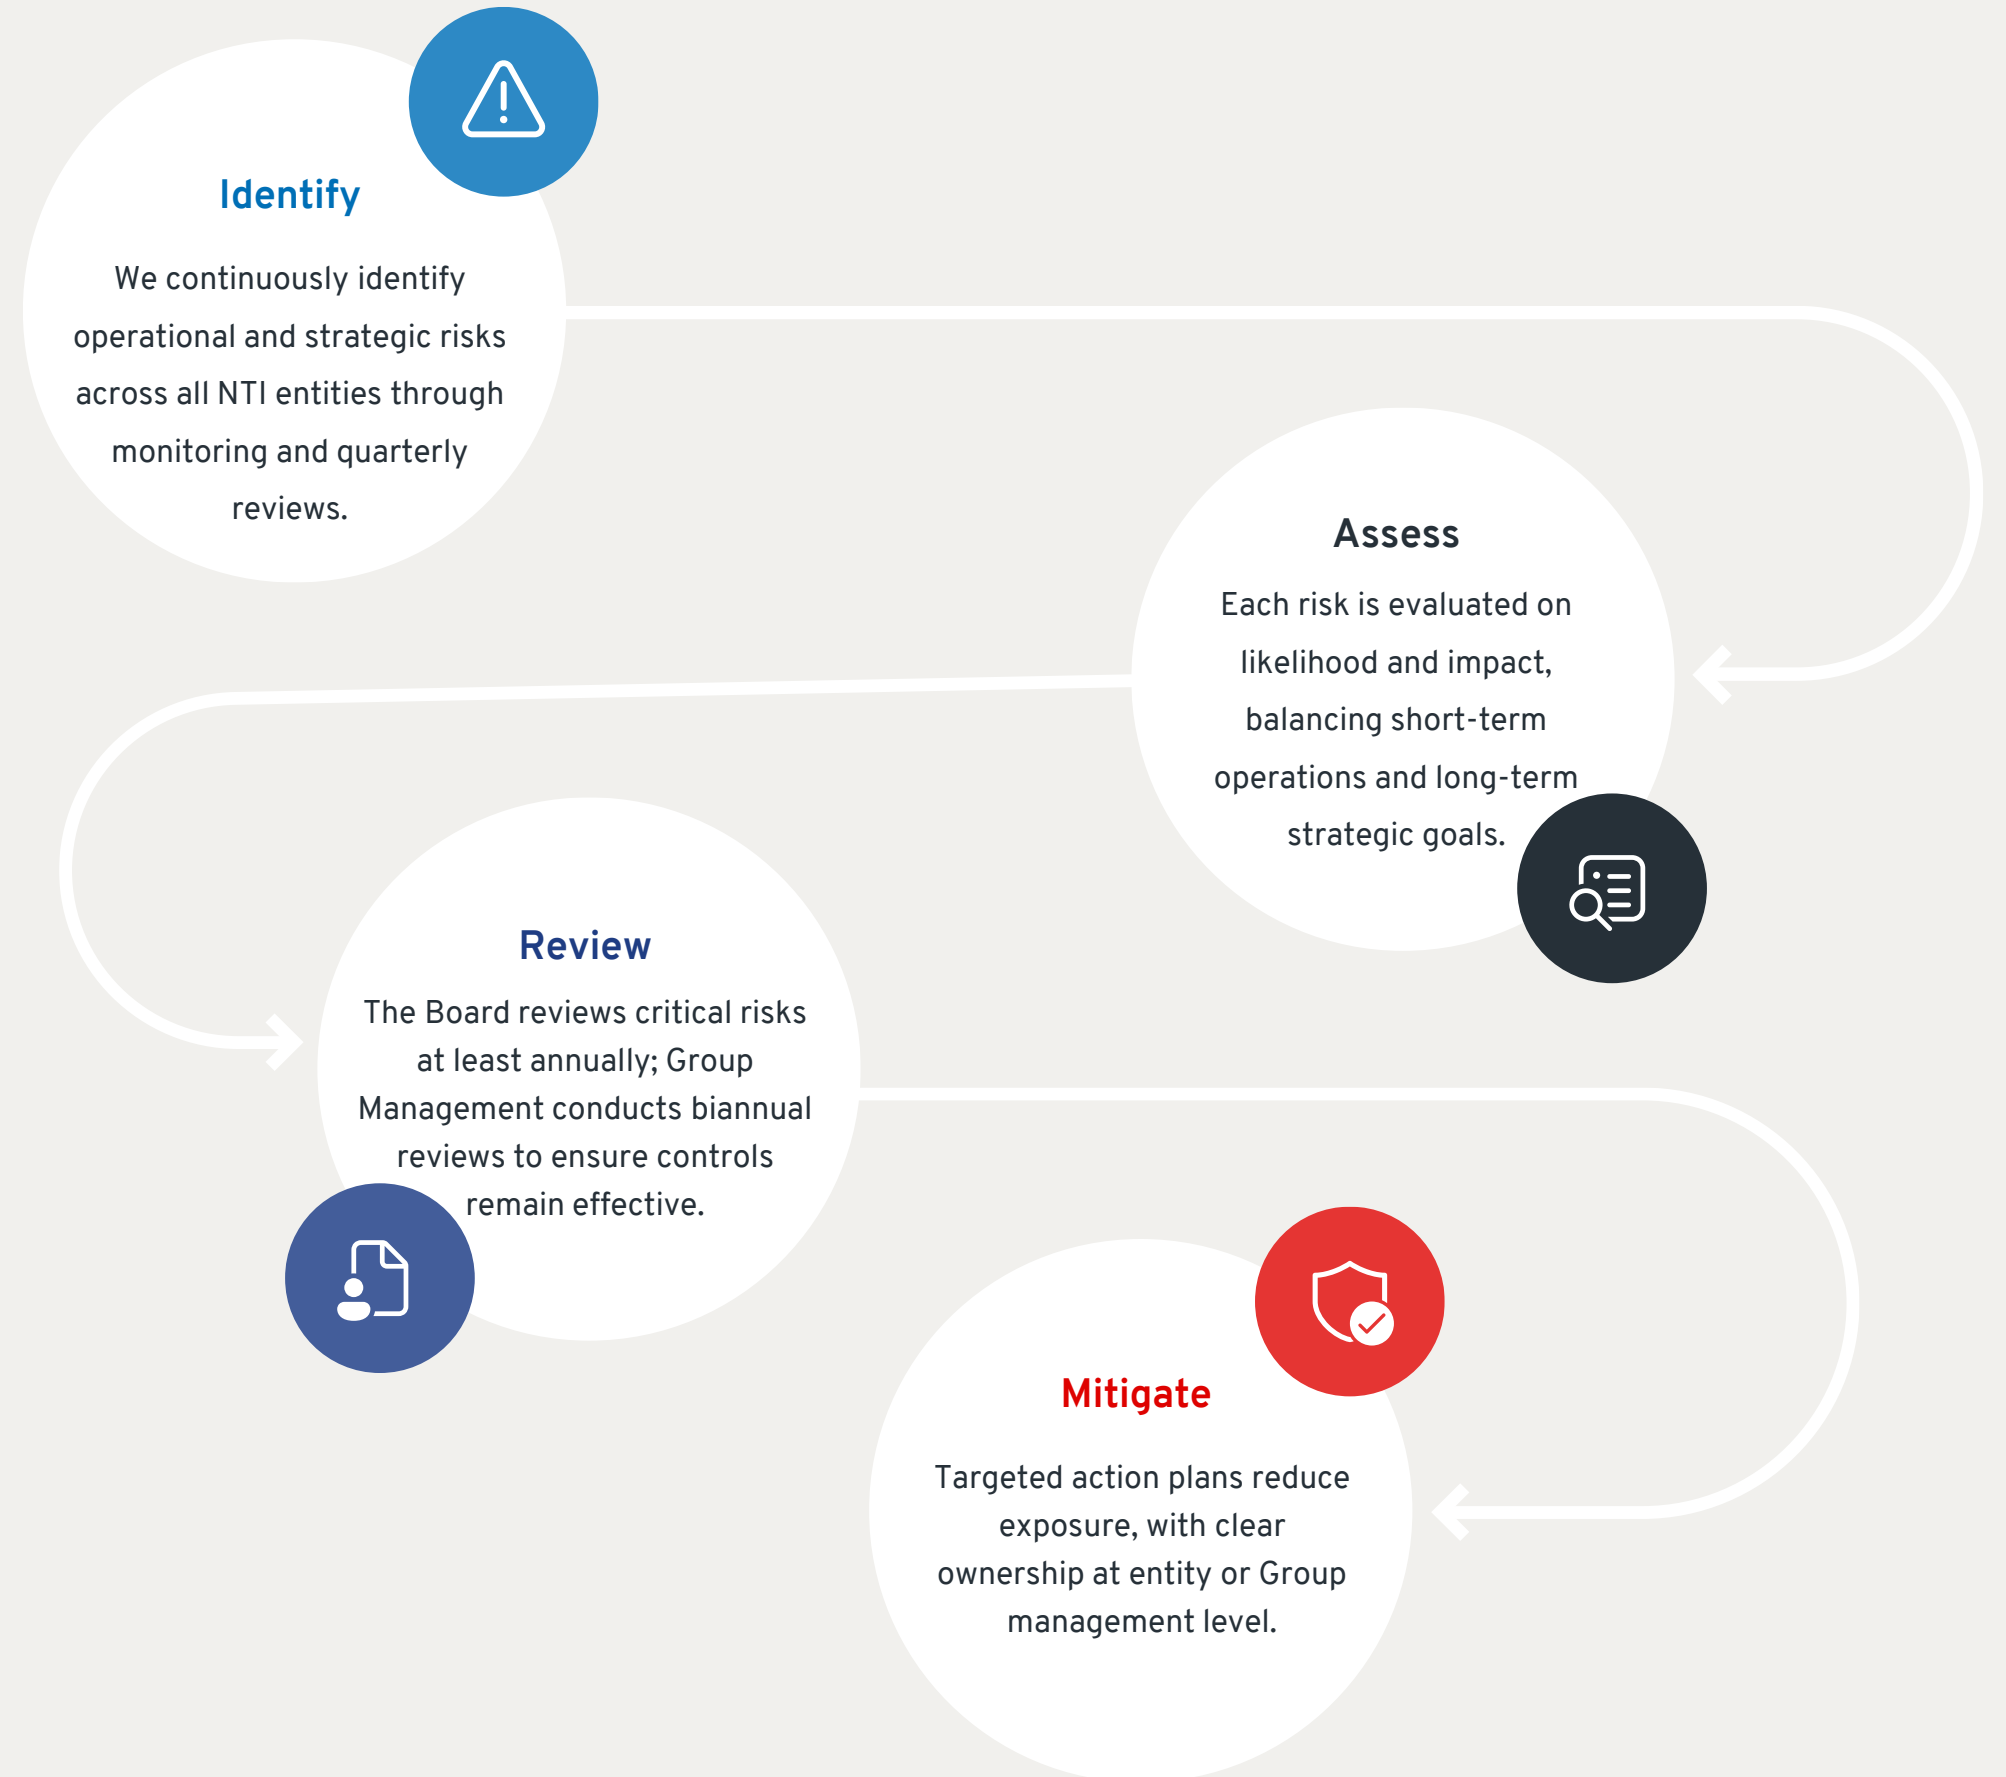 Identify
We continuously identify
operational and strategic risks
across all NTI entities through
monitoring and quarterly
reviews.
Assess
Each risk is evaluated on
likelihood and impact,
balancing short-term
operations and long-term
strategic goals.
Review
The Board reviews critical risks
at least annually; Group
Management conducts biannual
reviews to ensure controls
remain effective.
Mitigate
Targeted action plans reduce
exposure, with clear
ownership at entity or Group
management level.